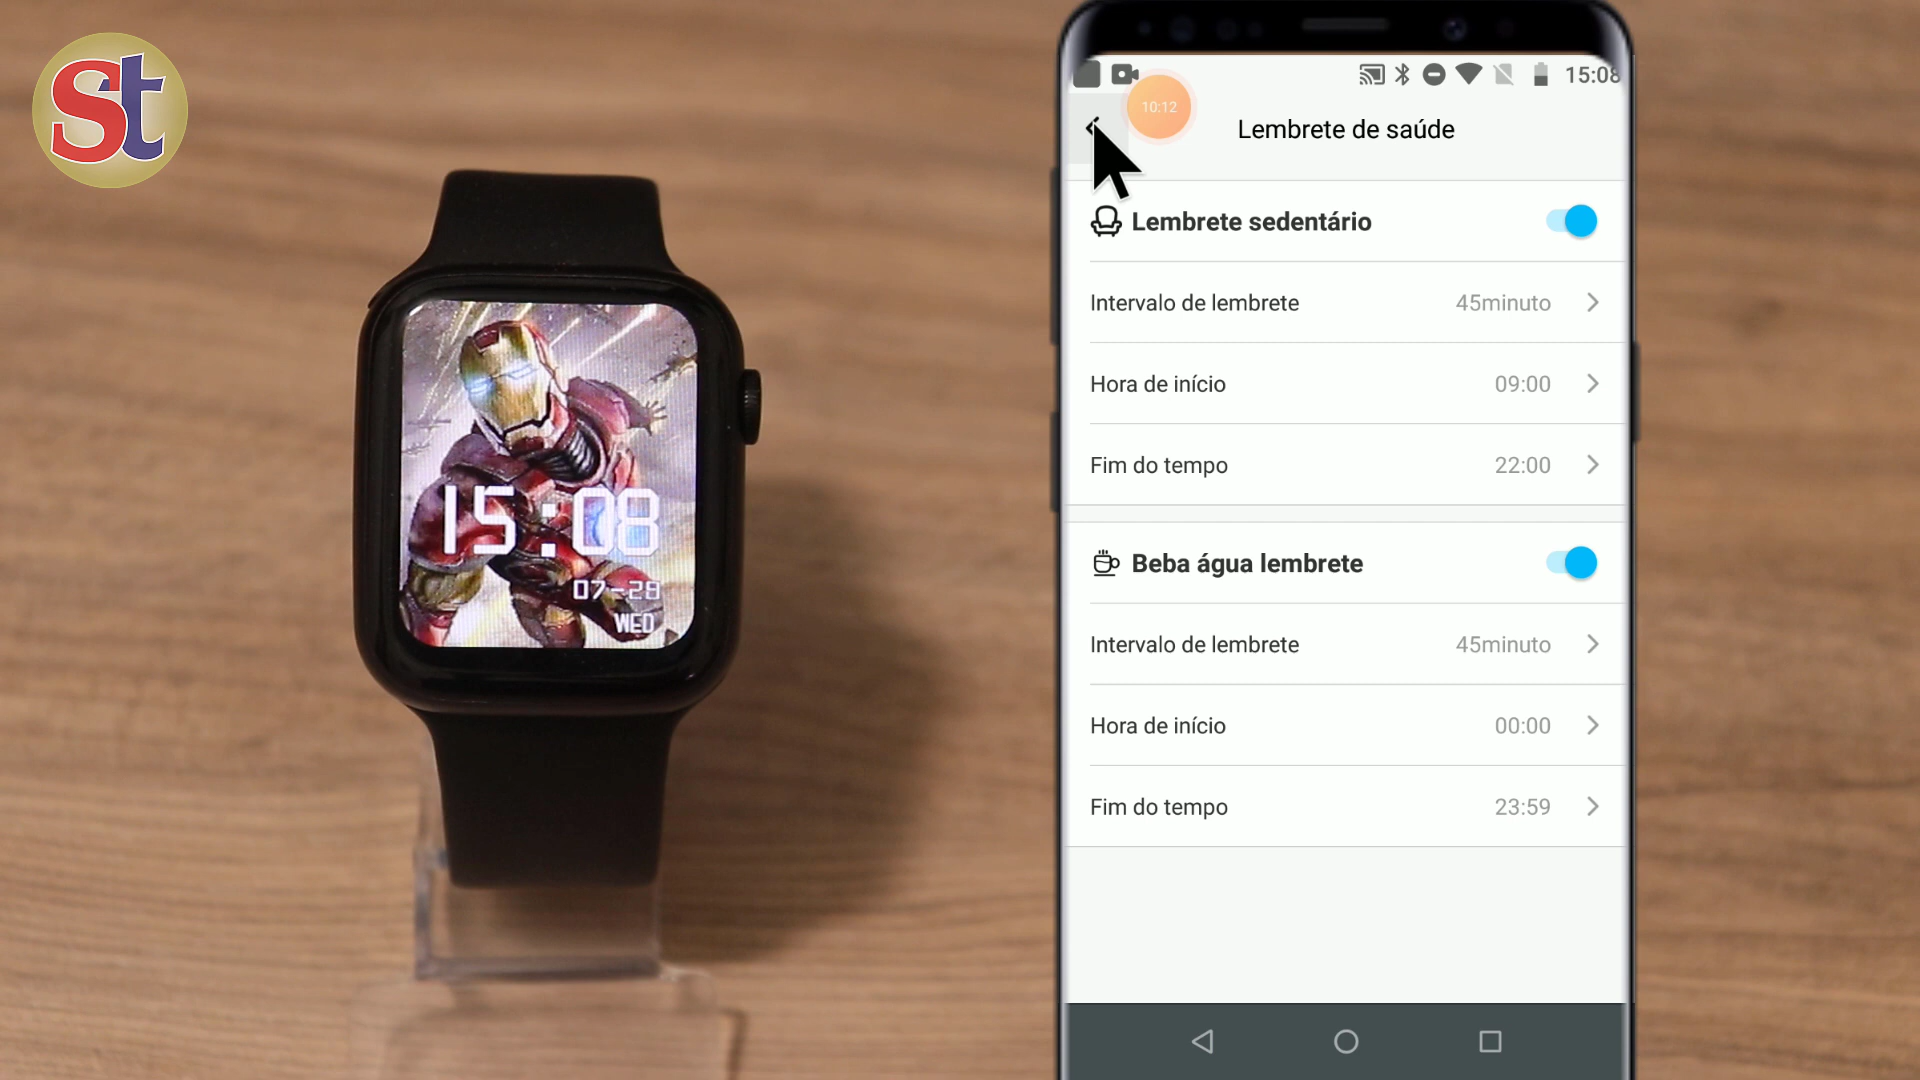 St
15:08
07-28
WED
15:08
10:12
Lembrete de saúde
Lembrete sedentário
Intervalo de lembrete 45minuto
Hora de início 09:00
Fim do tempo 22:00
Beba água lembrete
Intervalo de lembrete 45minuto
Hora de início 00:00
Fim do tempo 23:59